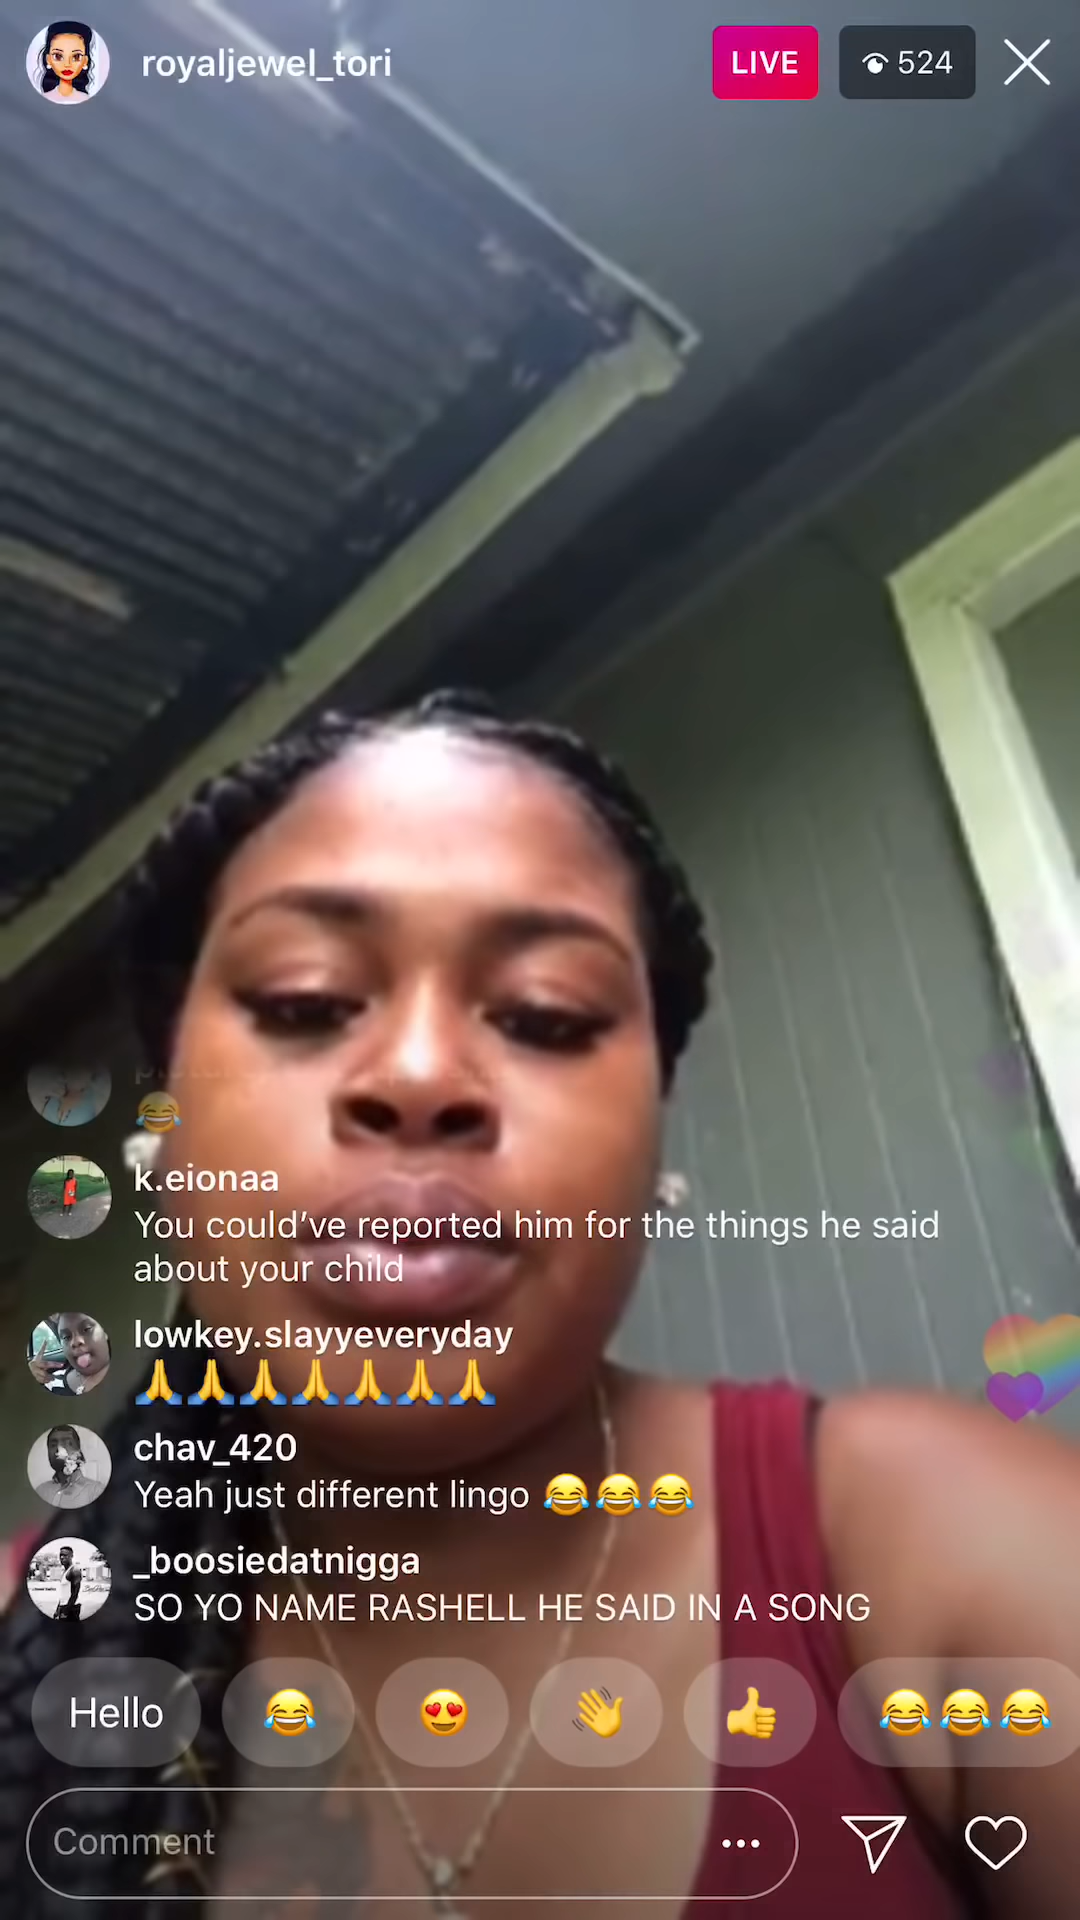 royaljewel_tori
LIVE
524
k.eionaa
You could’ve reported him for the things he said
about your child
lowkey.slayyeveryday
🙏🙏🙏🙏🙏🙏🙏
chav_420
Yeah just different lingo 😂😂😂
_boosiedatnigga
SO YO NAME RASHELL HE SAID IN A SONG
Hello
Comment